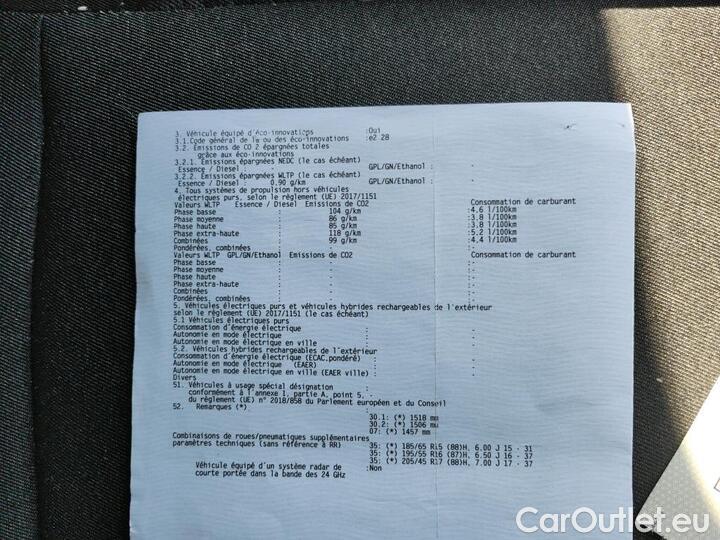 3. Véhicule équipé d'éco-innovations :Oui
3.1.Code général de la ou des éco-innovations :e2 28
3.2. Emissions de CO 2 épargnées totales
grâce aux éco-innovations
3.2.1. Emissions épargnées NEDC (le cas échéant)
Essence / Diesel : - GPL/GN/Ethanol : -
3.2.2. Emissions épargnées WLTP (le cas échéant)
Essence / Diesel : 0.90 g/km GPL/GN/Ethanol : -
4. Tous systèmes de propulsion hors véhicules
électriques purs, selon le règlement (UE) 2017/1151
Valeurs WLTP Essence / Diesel Emissions de CO2 Consommation de carburant
Phase basse : 104 g/km :4.6 l/100km
Phase moyenne : 86 g/km :3.8 l/100km
Phase haute : 85 g/km :3.8 l/100km
Phase extra-haute : 118 g/km :5.2 l/100km
Combinées : 99 g/km :4.4 l/100km
Pondérées, combinées : - :-
Valeurs WLTP GPL/GN/Ethanol Emissions de CO2 Consommation de carburant
Phase basse : - :-
Phase moyenne : - :-
Phase haute : - :-
Phase extra-haute : - :-
Combinées : - :-
Pondérées, combinées : - :-
5. Véhicules électriques purs et véhicules hybrides rechargeables de l'extérieur
selon le règlement (UE) 2017/1151 (le cas échéant)
5.1 Véhicules électriques purs
Consommation d'énergie électrique : -
Autonomie en mode électrique : -
Autonomie en mode électrique en ville : -
5.2. Véhicules hybrides rechargeables de l'extérieur
Consommation d'énergie électrique (ECAC,pondéré) : -
Autonomie en mode électrique (EAER) : -
Autonomie en mode électrique en ville (EAER ville) : -
Divers
51. Véhicules à usage spécial désignation :
conformément à l'annexe I, partie A, point 5, -
du règlement (UE) n° 2018/858 du Parlement européen et du Conseil
52. Remarques (*) :
30.1: (*) 1518 mm
30.2: (*) 1506 mm
07: (*) 1457 mm
Combinaisons de roues/pneumatiques supplémentaires
paramètres techniques (sans référence à RR) 35: (*) 185/65 R15 (88)H, 6.00 J 15 - 31
35: (*) 195/55 R16 (87)H, 6.50 J 16 - 37
35: (*) 205/45 R17 (88)H, 7.00 J 17 - 37
Véhicule équipé d'un système radar de :Non
courte portée dans la bande des 24 GHz
CarOutlet.eu